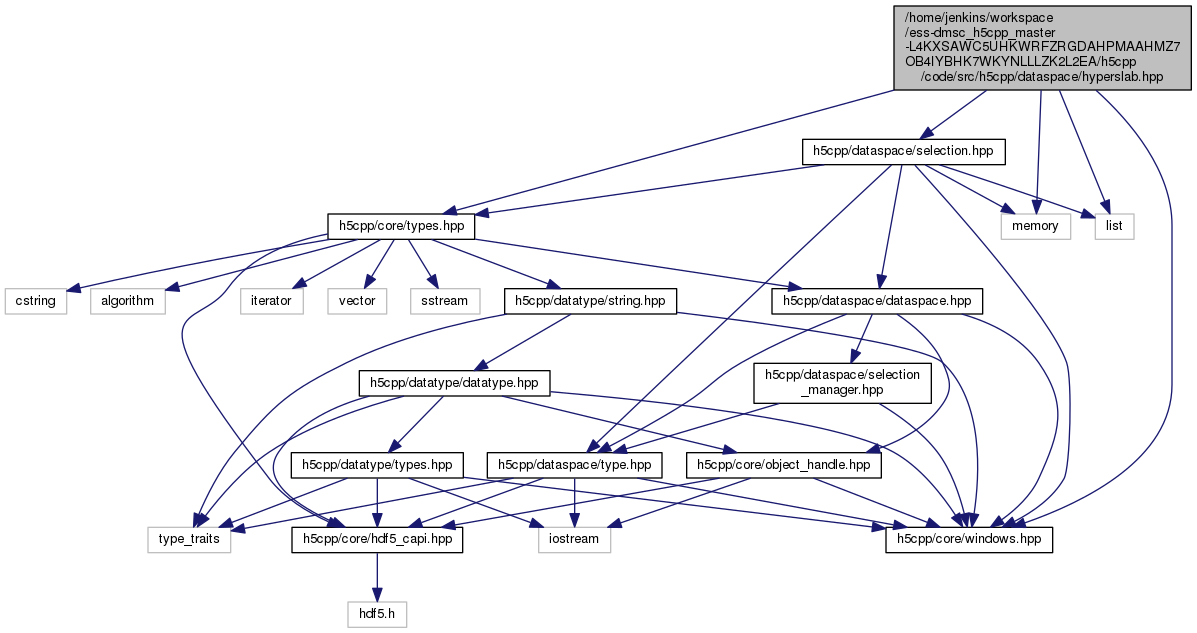 /home/jenkins/workspace
/ess-dmsc_h5cpp_master
-L4KXSAWC5UHKWRFZRGDAHPMAAHMZ7
OB4IYBHK7WKYNLLLZK2L2EA/h5cpp
/code/src/h5cpp/dataspace/hyperslab.hpp
h5cpp/dataspace/selection.hpp
h5cpp/core/types.hpp
memory
list
cstring
algorithm
iterator
vector
sstream
h5cpp/datatype/string.hpp
h5cpp/dataspace/dataspace.hpp
h5cpp/datatype/datatype.hpp
h5cpp/dataspace/selection
_manager.hpp
h5cpp/datatype/types.hpp
h5cpp/dataspace/type.hpp
h5cpp/core/object_handle.hpp
type_traits
h5cpp/core/hdf5_capi.hpp
iostream
h5cpp/core/windows.hpp
hdf5.h